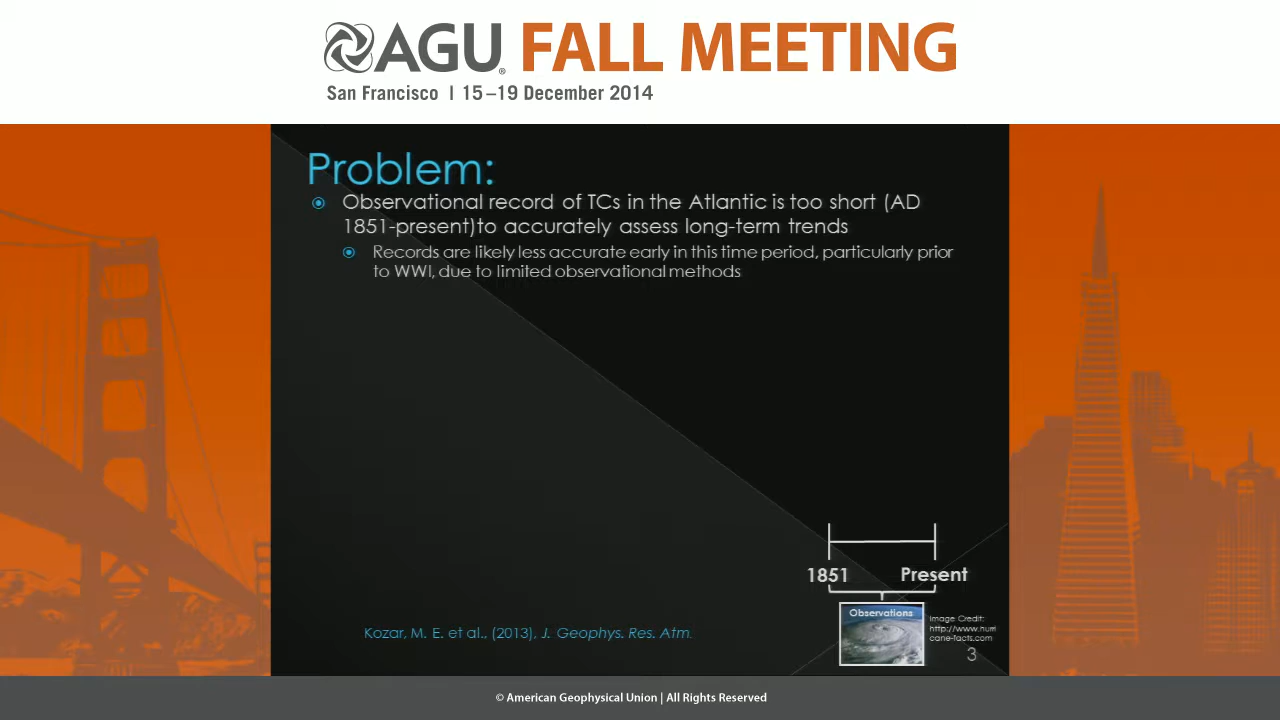 AGU FALL MEETING
San Francisco | 15–19 December 2014
Problem:
Observational record of TCs in the Atlantic is too short (AD
1851-present)to accurately assess long-term trends
Records are likely less accurate early in this time period, particularly prior
to WWI, due to limited observational methods
1851 Present
Observations
Image Credit:
http://www.hurri
cane-facts.com
Kozar, M. E. et al., (2013), J. Geophys. Res. Atm.
3
© American Geophysical Union | All Rights Reserved